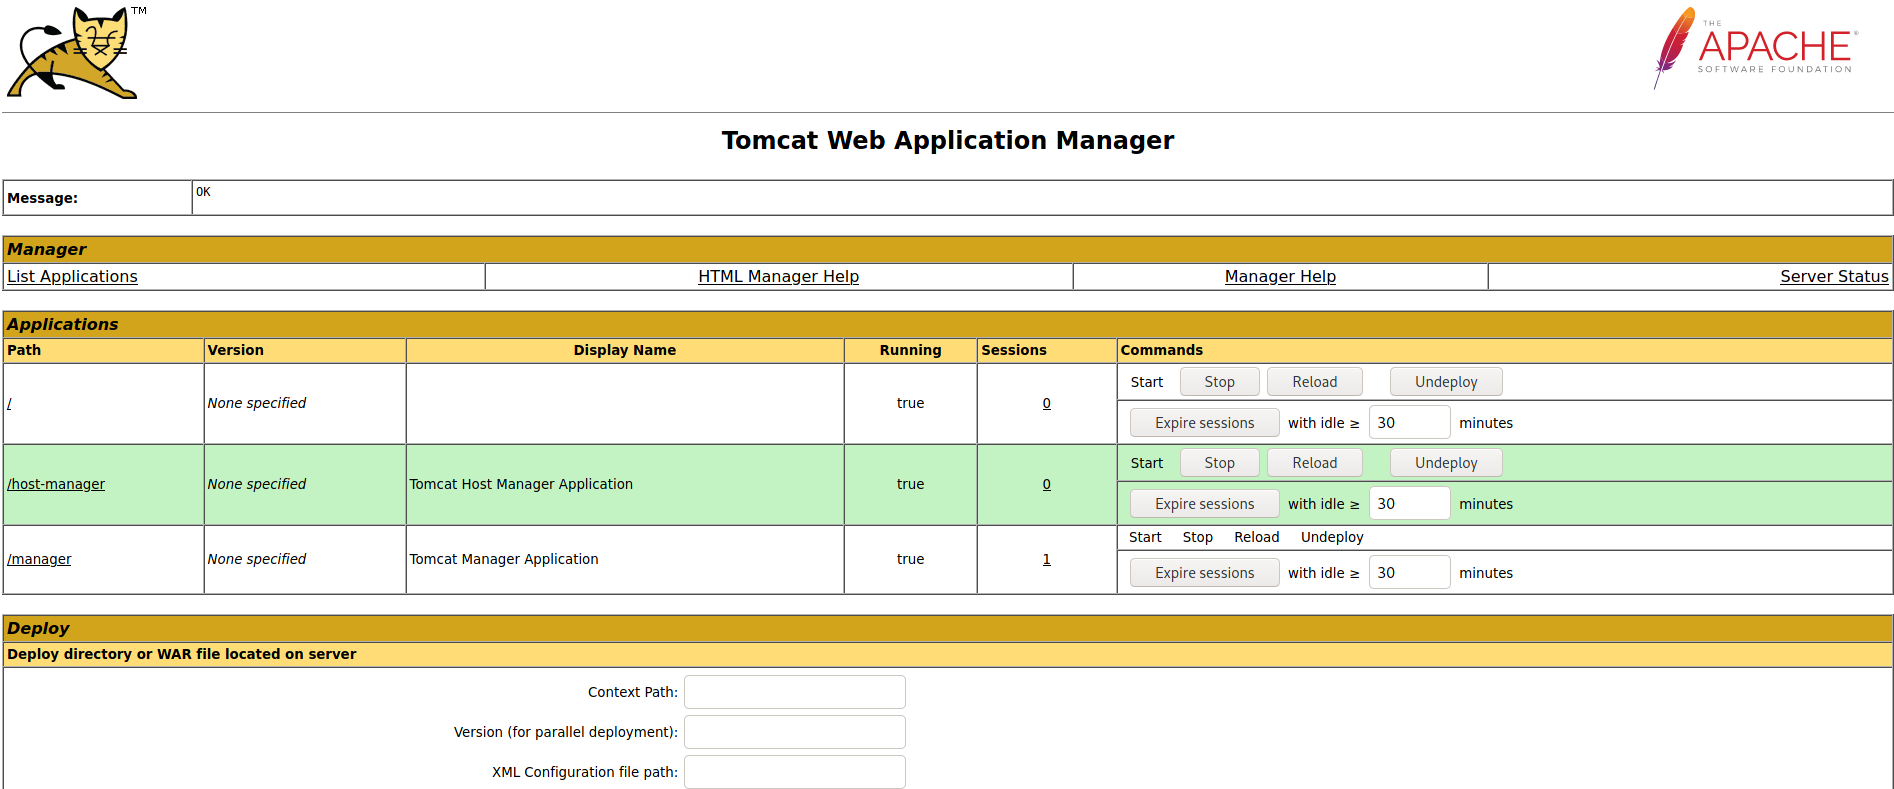 TM
THE
APACHE®
SOFTWARE FOUNDATION
Tomcat Web Application Manager
Message: OK
Manager
List Applications HTML Manager Help Manager Help Server Status
Applications
Path Version Display Name Running Sessions Commands
Start Stop Reload Undeploy
/ None specified true 0
Expire sessions with idle ≥ 30 minutes
Start Stop Reload Undeploy
/host-manager None specified Tomcat Host Manager Application true 0
Expire sessions with idle ≥ 30 minutes
Start Stop Reload Undeploy
/manager None specified Tomcat Manager Application true 1
Expire sessions with idle ≥ 30 minutes
Deploy
Deploy directory or WAR file located on server
Context Path:
Version (for parallel deployment):
XML Configuration file path: